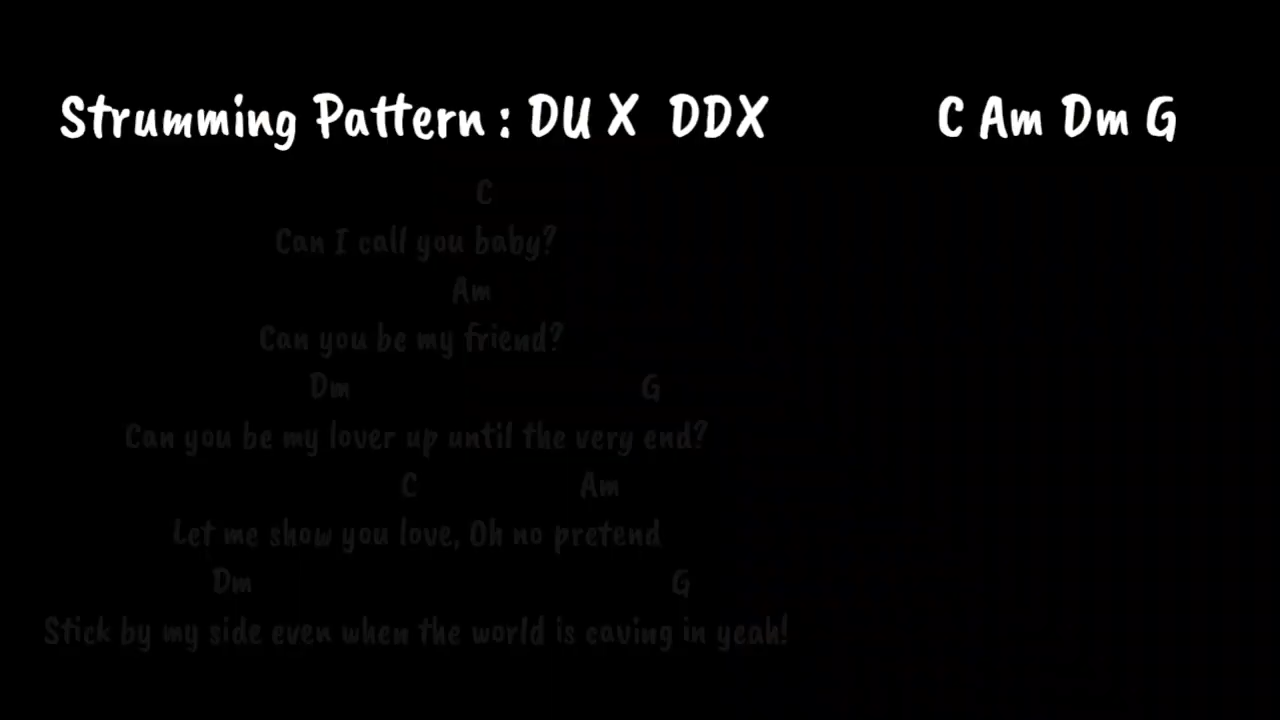 Strumming Pattern : DU X DDX C Am Dm G
C
Can I call you baby?
Am
Can you be my friend?
Dm G
Can you be my lover up until the very end?
C Am
Let me show you love, Oh no pretend
Dm G
Stick by my side even when the world is caving in yeah!